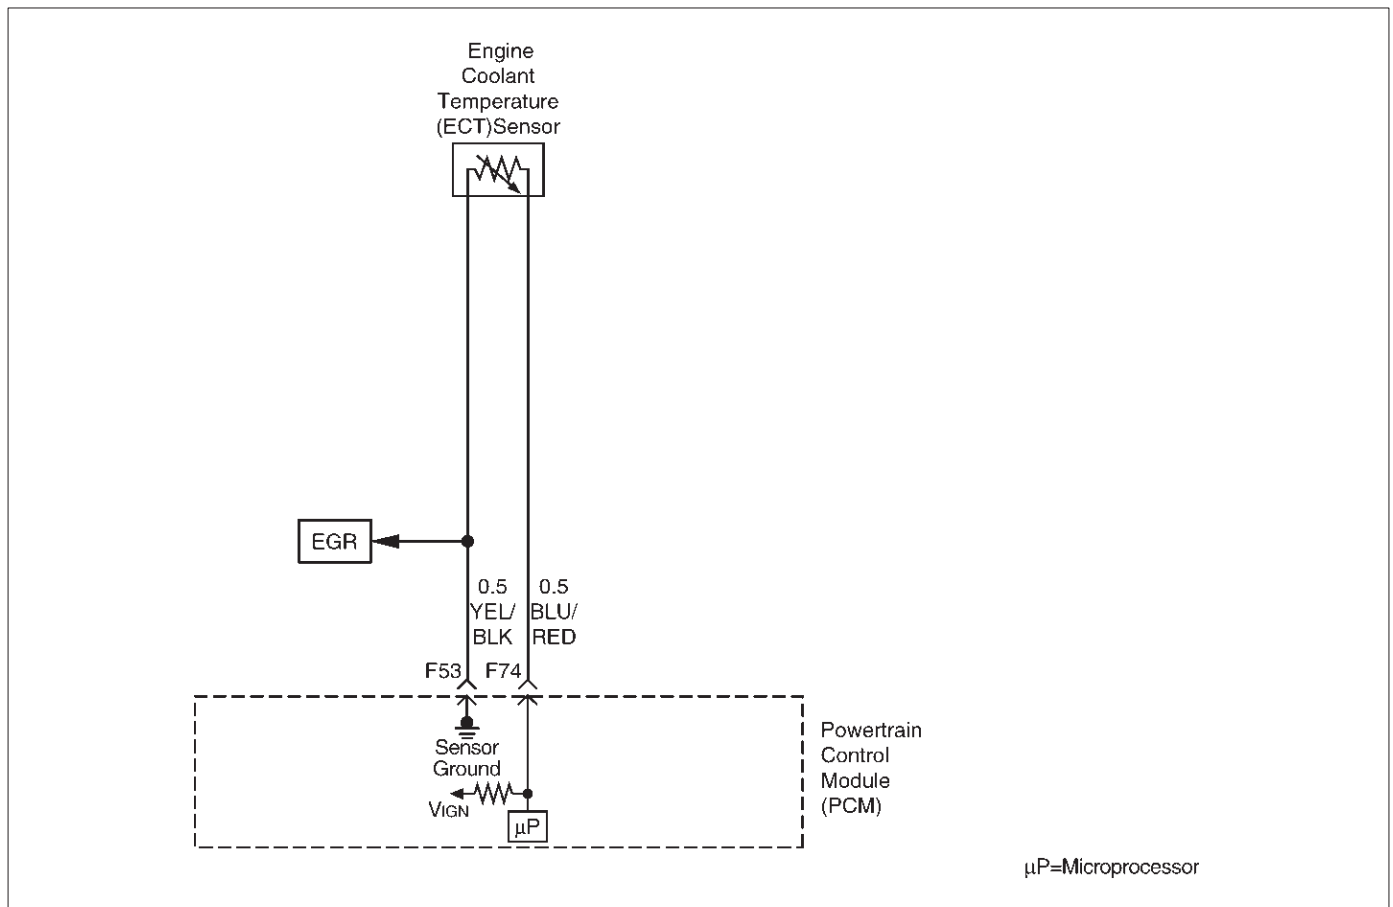 Engine
Coolant
Temperature
(ECT)Sensor
EGR
0.5
YEL/
BLK
0.5
BLU/
RED
F53
F74
Sensor
Ground
VIGN
μP
Powertrain
Control
Module
(PCM)
μP=Microprocessor